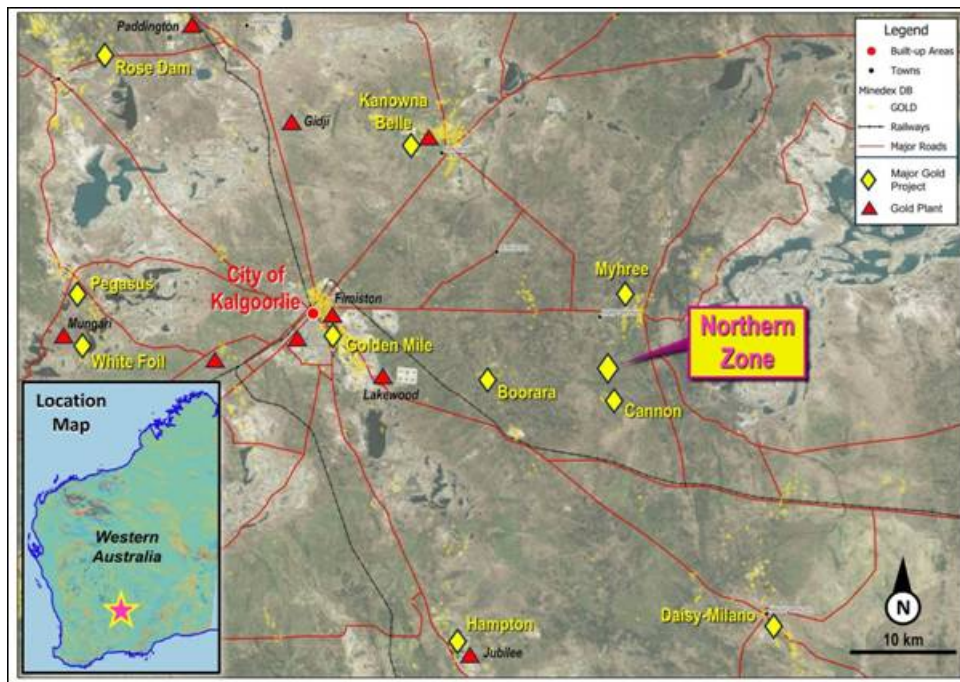 Paddington
Rose Dam
Gidji
Kanowna
Belle
Legend
Built-up Areas
Towns
Minedex DB
GOLD
Railways
Major Roads
Major Gold
Project
Gold Plant
Pegasus
City of
Kalgoorlie
Fimiston
Myhree
Mungari
White Foil
Golden Mile
Northern
Zone
Lakewood
Boorara
Cannon
Location
Map
Western
Australia
Hampton
Jubilee
Daisy-Milano
N
10 km